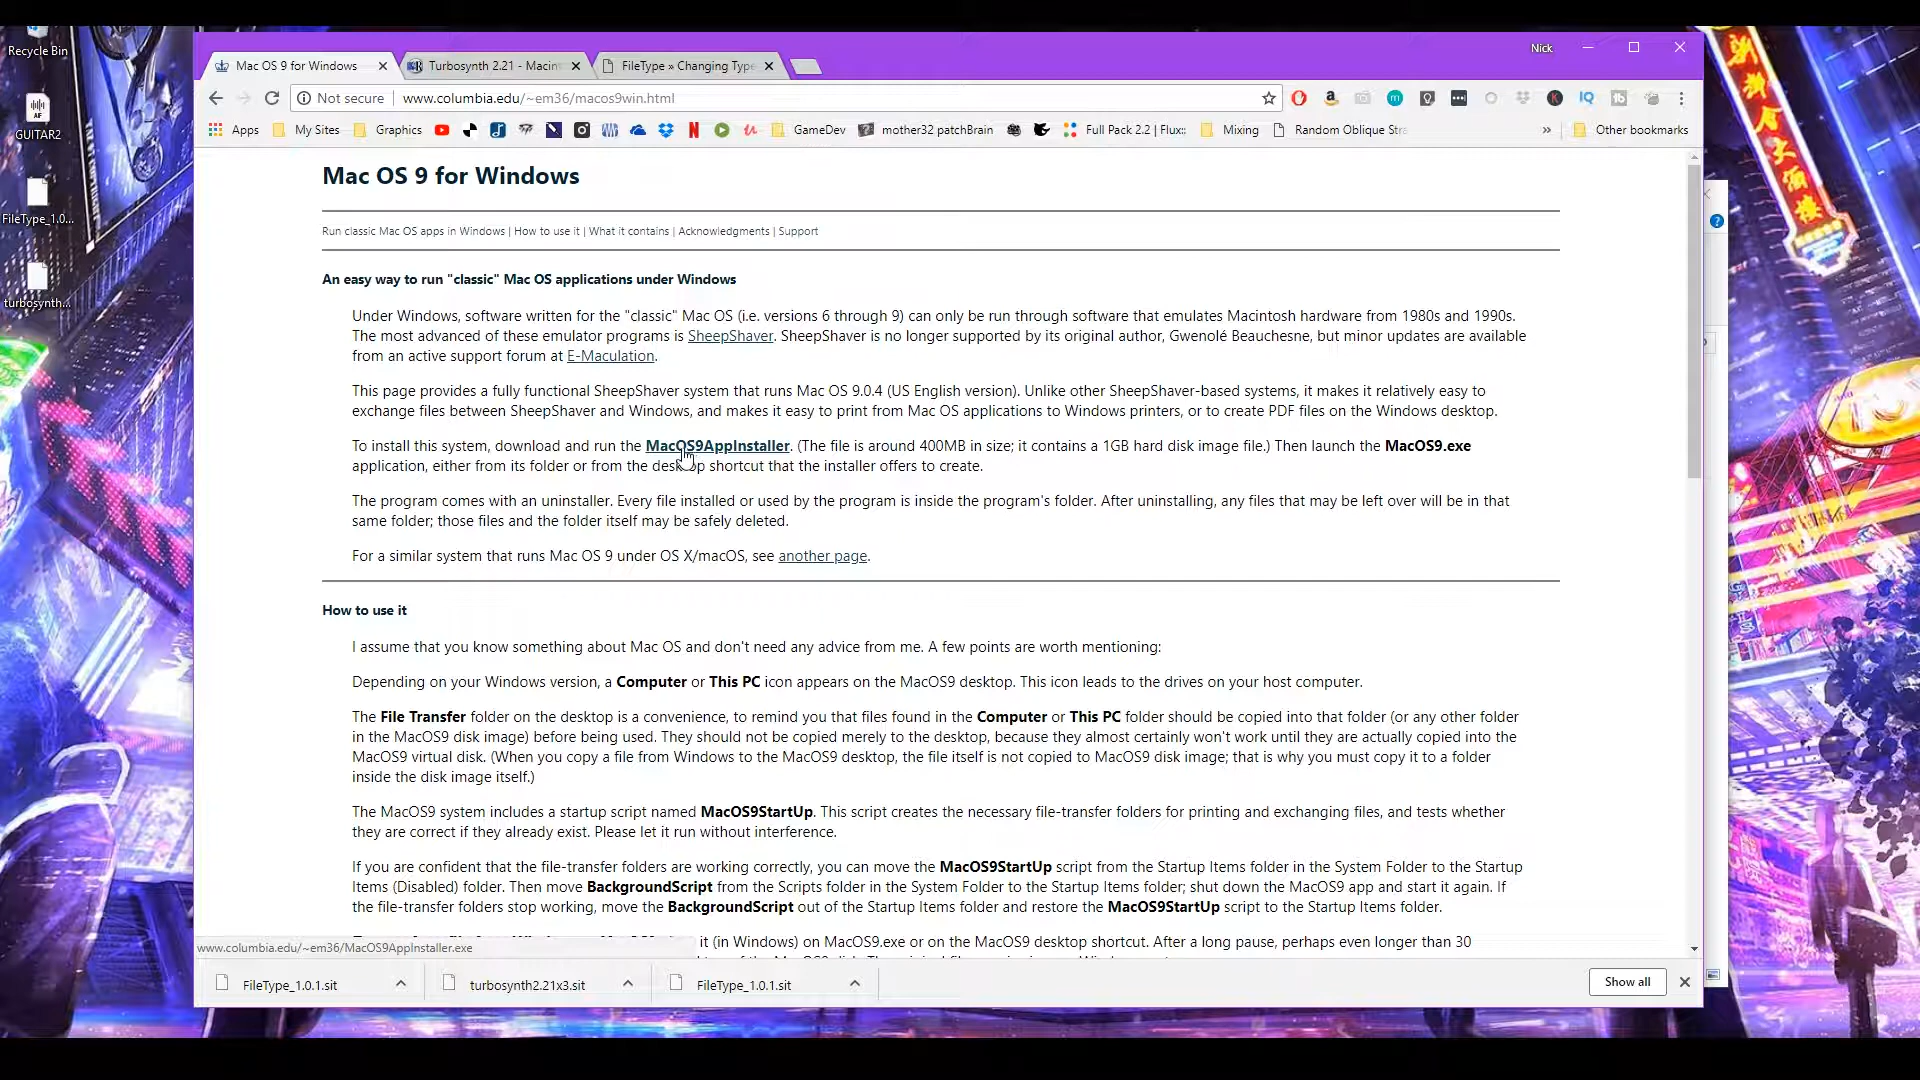 Recycle Bin
GUITAR2
FileType_1.0...
turbosynth...
Nick
Mac OS 9 for Windows
Turbosynth 2.21 - Macin
FileType » Changing Type
Not secure
www.columbia.edu/~em36/macos9win.html
Apps
My Sites
Graphics
GameDev
mother32 patchBrain
Full Pack 2.2 | Flux::
Mixing
Random Oblique Stra
Other bookmarks
Mac OS 9 for Windows
Run classic Mac OS apps in Windows | How to use it | What it contains | Acknowledgments | Support
An easy way to run "classic" Mac OS applications under Windows
Under Windows, software written for the "classic" Mac OS (i.e. versions 6 through 9) can only be run through software that emulates Macintosh hardware from 1980s and 1990s.
The most advanced of these emulator programs is SheepShaver. SheepShaver is no longer supported by its original author, Gwenolé Beauchesne, but minor updates are available
from an active support forum at E-Maculation.
This page provides a fully functional SheepShaver system that runs Mac OS 9.0.4 (US English version). Unlike other SheepShaver-based systems, it makes it relatively easy to
exchange files between SheepShaver and Windows, and makes it easy to print from Mac OS applications to Windows printers, or to create PDF files on the Windows desktop.
To install this system, download and run the MacOS9AppInstaller. (The file is around 400MB in size; it contains a 1GB hard disk image file.) Then launch the MacOS9.exe
application, either from its folder or from the desktop shortcut that the installer offers to create.
The program comes with an uninstaller. Every file installed or used by the program is inside the program's folder. After uninstalling, any files that may be left over will be in that
same folder; those files and the folder itself may be safely deleted.
For a similar system that runs Mac OS 9 under OS X/macOS, see another page.
How to use it
I assume that you know something about Mac OS and don't need any advice from me. A few points are worth mentioning:
Depending on your Windows version, a Computer or This PC icon appears on the MacOS9 desktop. This icon leads to the drives on your host computer.
The File Transfer folder on the desktop is a convenience, to remind you that files found in the Computer or This PC folder should be copied into that folder (or any other folder
in the MacOS9 disk image) before being used. They should not be copied merely to the desktop, because they almost certainly won't work until they are actually copied into the
MacOS9 virtual disk. (When you copy a file from Windows to the MacOS9 desktop, the file itself is not copied to MacOS9 disk image; that is why you must copy it to a folder
inside the disk image itself.)
The MacOS9 system includes a startup script named MacOS9StartUp. This script creates the necessary file-transfer folders for printing and exchanging files, and tests whether
they are correct if they already exist. Please let it run without interference.
If you are confident that the file-transfer folders are working correctly, you can move the MacOS9StartUp script from the Startup Items folder in the System Folder to the Startup
Items (Disabled) folder. Then move BackgroundScript from the Scripts folder in the System Folder to the Startup Items folder; shut down the MacOS9 app and start it again. If
the file-transfer folders stop working, move the BackgroundScript out of the Startup Items folder and restore the MacOS9StartUp script to the Startup Items folder.
it (in Windows) on MacOS9.exe or on the MacOS9 desktop shortcut. After a long pause, perhaps even longer than 30
www.columbia.edu/~em36/MacOS9AppInstaller.exe
FileType_1.0.1.sit
turbosynth2.21x3.sit
FileType_1.0.1.sit
Show all